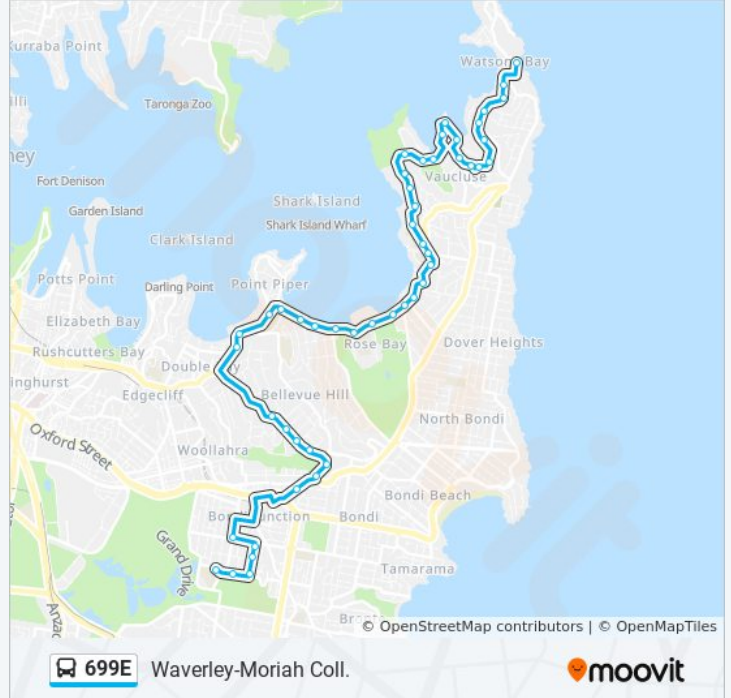 Kurraba Point
Watsons Bay
Taronga Zoo
Vaucluse
Fort Denison
Shark Island
Garden Island
Shark Island Wharf
Clark Island
Potts Point
Darling Point
Point Piper
Elizabeth Bay
Rose Bay
Dover Heights
Rushcutters Bay
Double Bay
inghurst
Edgecliff
Bellevue Hill
North Bondi
Oxford Street
Woollahra
Bondi Beach
Bondi Junction
Bondi
Grand Drive
Tamarama
Anzac
© OpenStreetMap contributors | © OpenMapTiles
699E
Waverley-Moriah Coll.
moovit